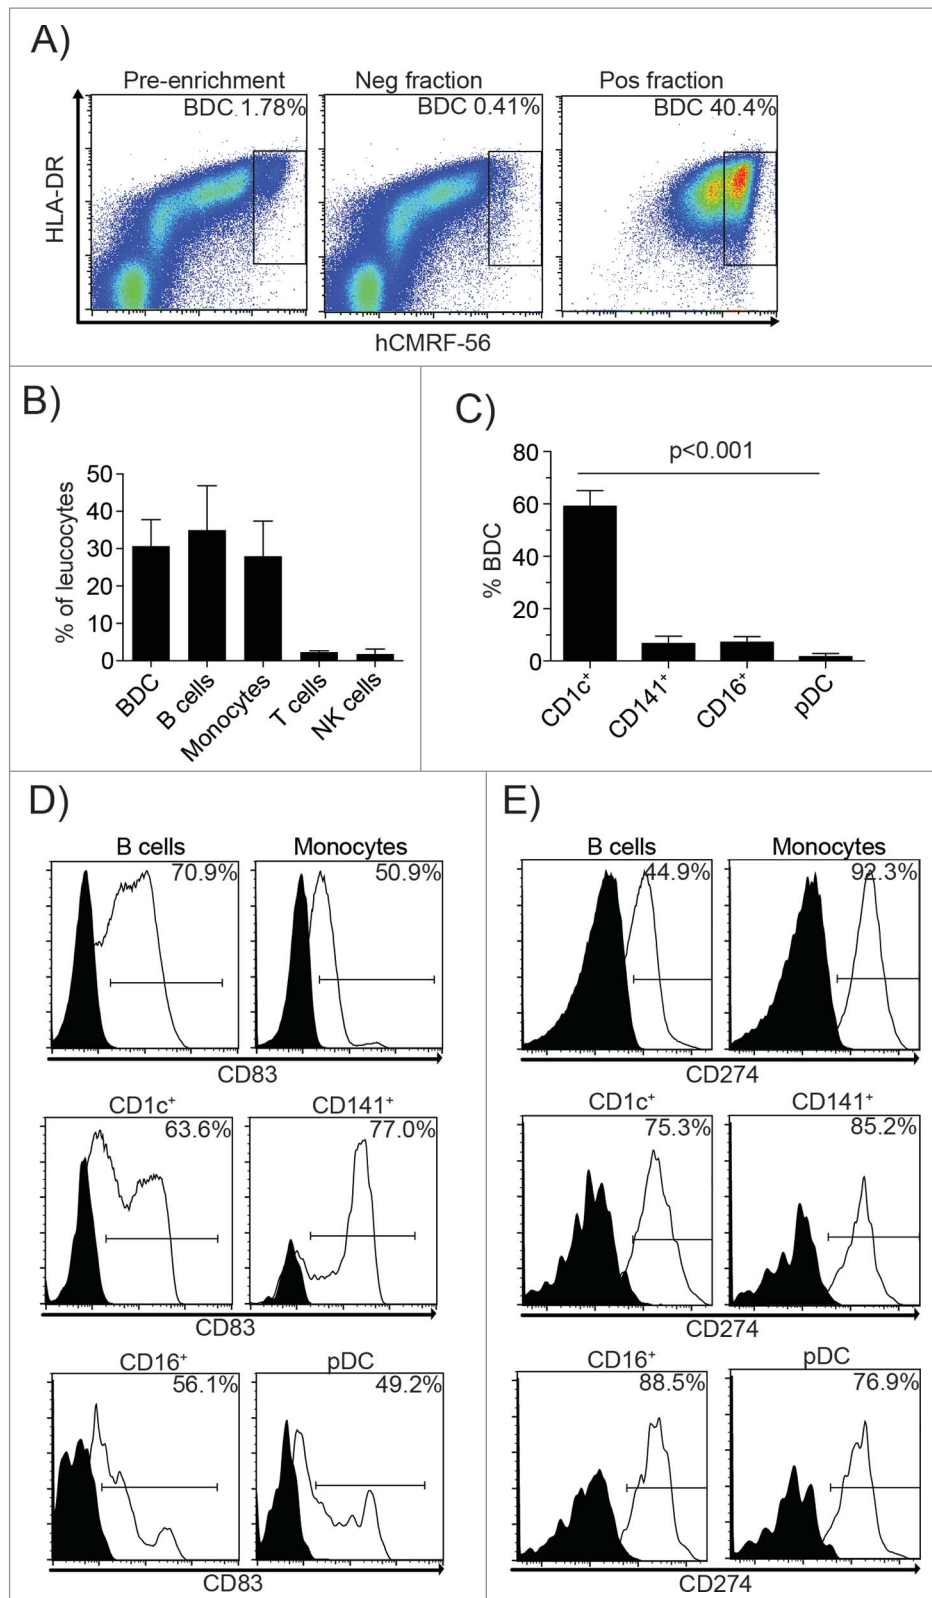 A)
Pre-enrichment Neg fraction Pos fraction
BDC 1.78% BDC 0.41% BDC 40.4%
HLA-DR
hCMRF-56
B)
% of leucocytes
50
40
30
20
10
0
BDC B cells Monocytes T cells NK cells
C)
p<0.001
% BDC
80
60
40
20
0
CD1c⁺ CD141⁺ CD16⁺ pDC
D)
B cells Monocytes
70.9% 50.9%
CD83
CD1c⁺ CD141⁺
63.6% 77.0%
CD83
CD16⁺ pDC
56.1% 49.2%
CD83
E)
B cells Monocytes
44.9% 92.3%
CD274
CD1c⁺ CD141⁺
75.3% 85.2%
CD274
CD16⁺ pDC
88.5% 76.9%
CD274